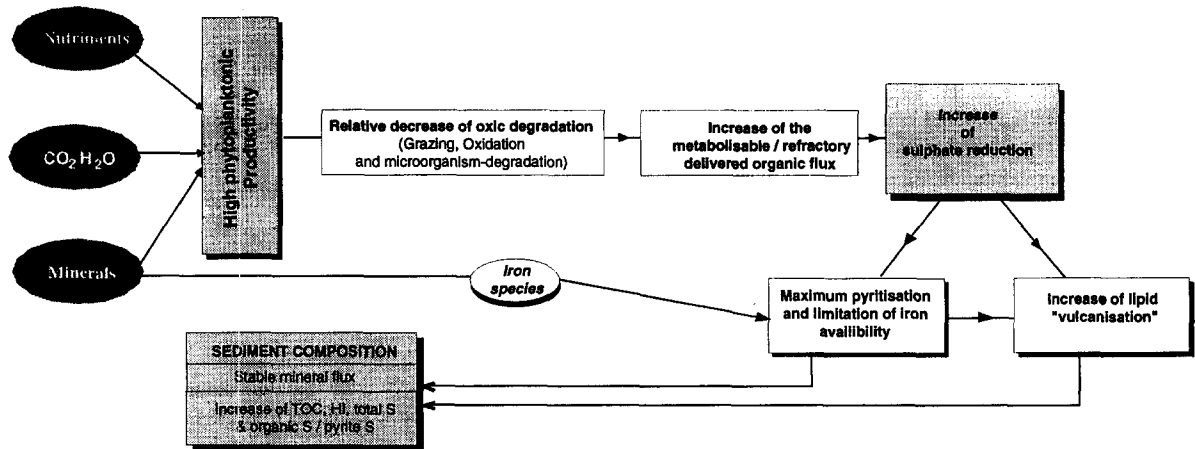 Nutriments
CO2 H2O
Minerals
High phytoplanktonic
Productivity
Relative decrease of oxic degradation
(Grazing, Oxidation
and microorganism-degradation)
Increase of the
metabolisable / refractory
delivered organic flux
Increase
of
sulphate reduction
Iron
species
Maximum pyritisation
and limitation of iron
availibility
Increase of lipid
"vulcanisation"
SEDIMENT COMPOSITION
Stable mineral flux
Increase of TOC, HI, total S
& organic S / pyrite S